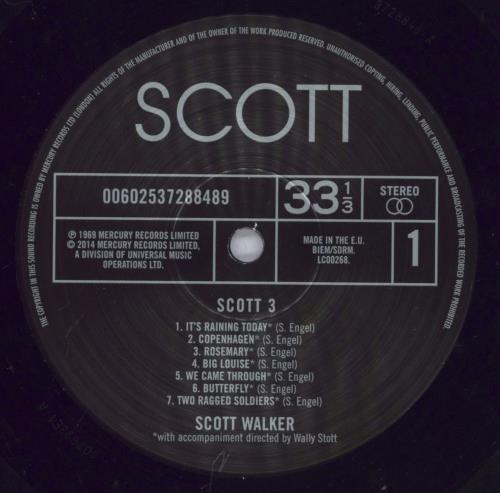 THE COPYRIGHT IN THIS SOUND RECORDING IS OWNED BY MERCURY RECORDS LTD (LONDON) ALL RIGHTS OF THE MANUFACTURER AND OF THE OWNER OF THE WORK PRODUCED RESERVED. UNAUTHORISED COPYING, HIRING, LENDING, PUBLIC PERFORMANCE AND BROADCASTING OF THE RECORDED WORK PROHIBITED.
SCOTT
00602537288489
33 1/3
STEREO
℗ 1969 MERCURY RECORDS LIMITED
© 2014 MERCURY RECORDS LIMITED,
A DIVISION OF UNIVERSAL MUSIC
OPERATIONS LTD.
MADE IN THE E.U.
BIEM/SDRM.
LC00268.
1
SCOTT 3
1. IT'S RAINING TODAY* (S. Engel)
2. COPENHAGEN* (S. Engel)
3. ROSEMARY* (S. Engel)
4. BIG LOUISE* (S. Engel)
5. WE CAME THROUGH* (S. Engel)
6. BUTTERFLY* (S. Engel)
7. TWO RAGGED SOLDIERS* (S. Engel)
SCOTT WALKER
*with accompaniment directed by Wally Stott